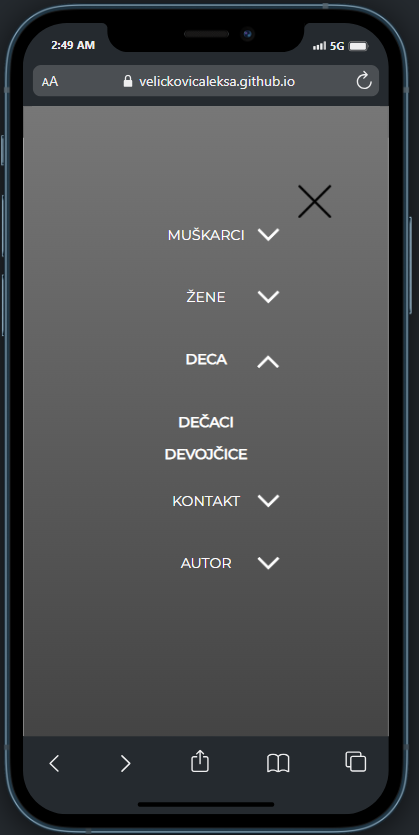 2:49 AM
5G
AA
velickovicaleksa.github.io
MUŠKARCI
ŽENE
DECA
DEČACI
DEVOJČICE
KONTAKT
AUTOR